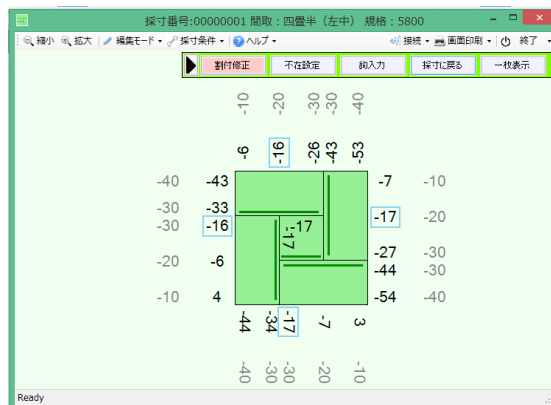 採寸番号:00000001 間取：四畳半（左中） 規格：5800
縮小 拡大 編集モード 採寸条件 ヘルプ 接続 画面印刷 終了
割付修正 不在設定 鉤入力 採寸に戻る 一枚表示
-10 -20 -30 -30 -40
-6 -16 -26 -43 -53
-40 -43 -7 -10
-30 -33
-30 -16 -17 -20
-17 -17
-20 -6 -27 -30
-44 -30
-10 4 -54 -40
-44 -34 -17 -7 3
-40 -30 -30 -20 -10
Ready